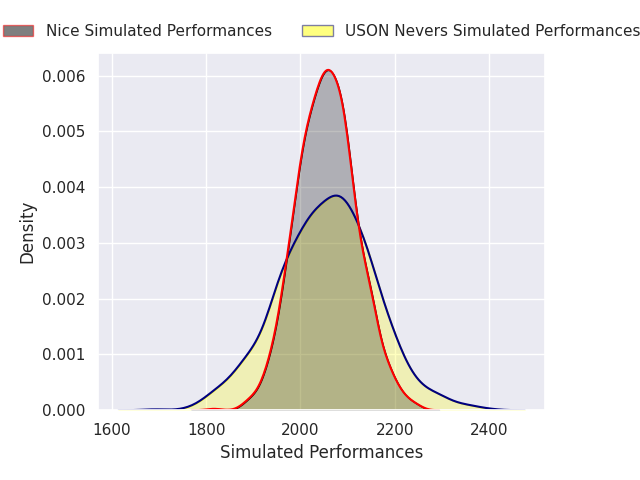 Nice Simulated Performances USON Nevers Simulated Performances
0.006
0.005
0.004
0.003
0.002
0.001
0.000
Density
1600 1800 2000 2200 2400
Simulated Performances